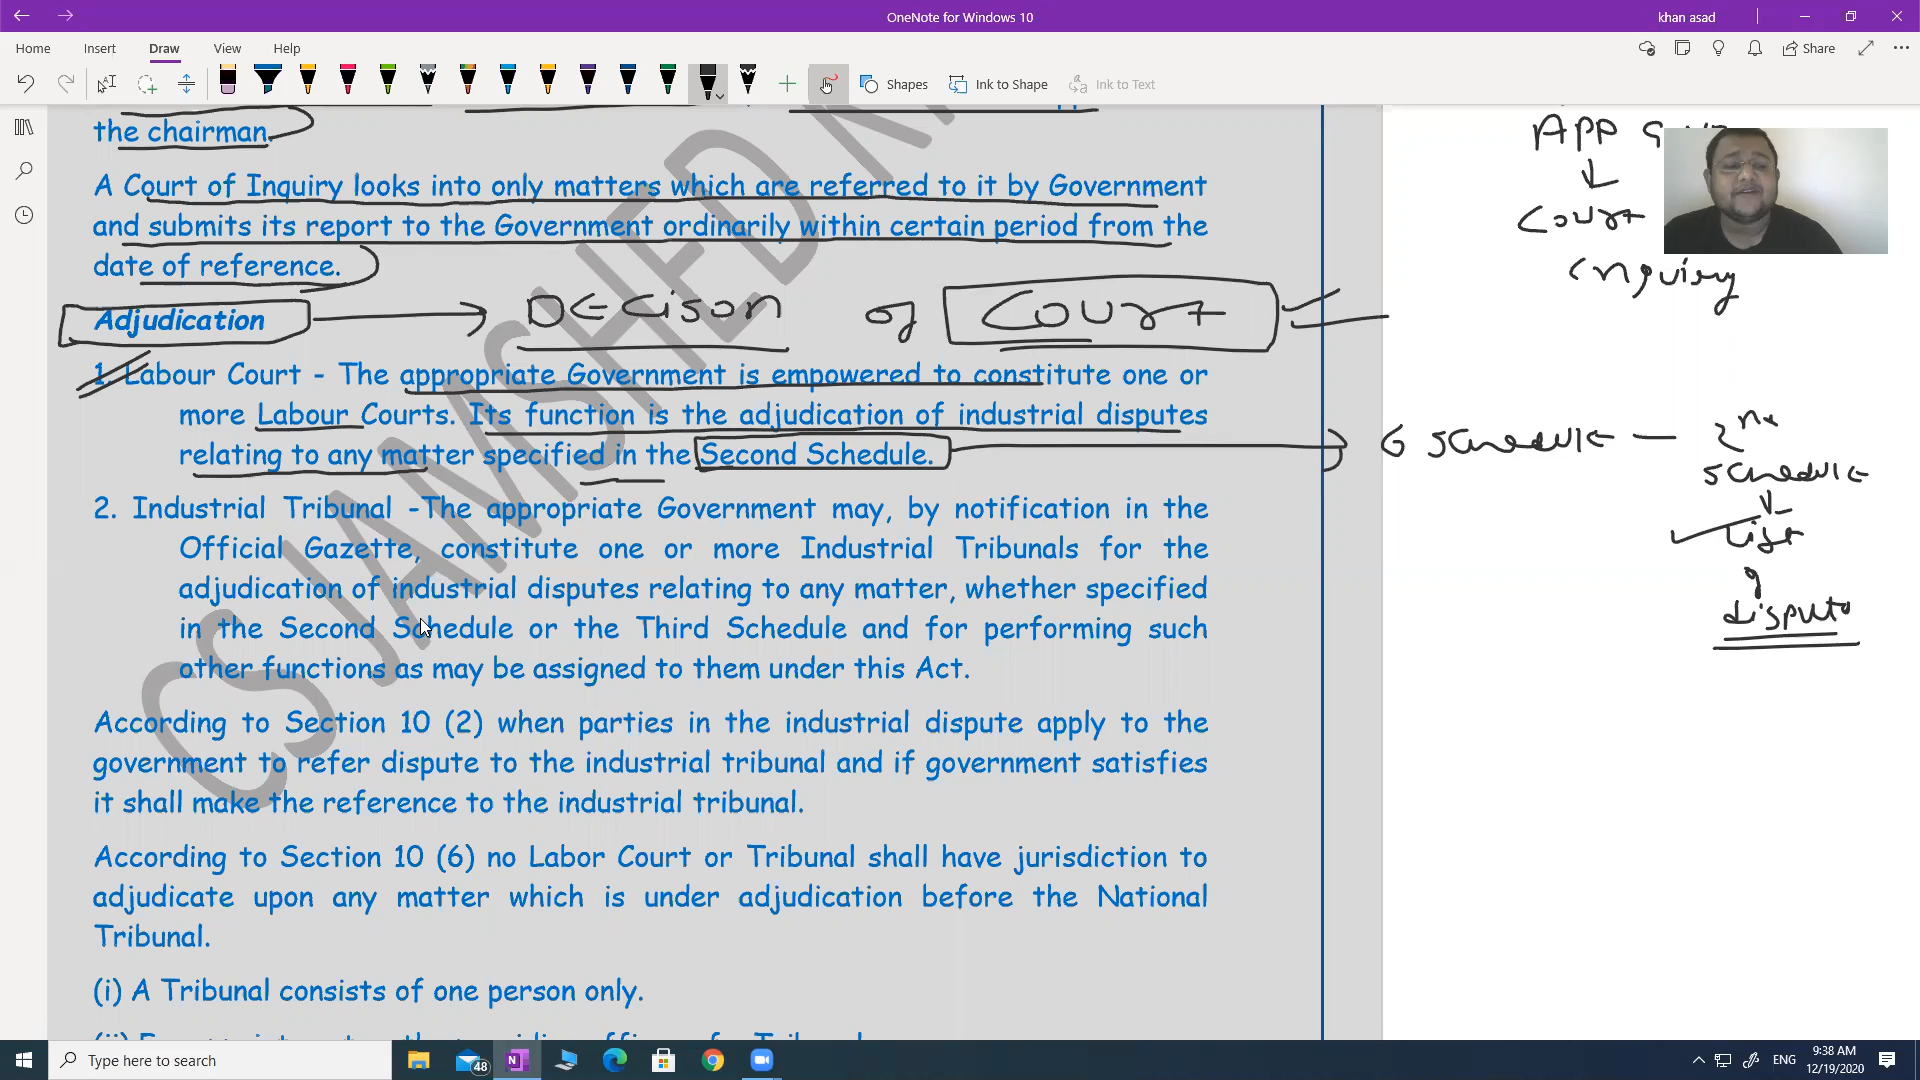 OneNote for Windows 10
khan asad
Home Insert Draw View Help
Share
Shapes Ink to Shape Ink to Text
the chairman.
A Court of Inquiry looks into only matters which are referred to it by Government
and submits its report to the Government ordinarily within certain period from the
date of reference.
Adjudication DECison of Court
1. Labour Court - The appropriate Government is empowered to constitute one or
more Labour Courts. Its function is the adjudication of industrial disputes
relating to any matter specified in the Second Schedule.
2. Industrial Tribunal -The appropriate Government may, by notification in the
Official Gazette, constitute one or more Industrial Tribunals for the
adjudication of industrial disputes relating to any matter, whether specified
in the Second Schedule or the Third Schedule and for performing such
other functions as may be assigned to them under this Act.
According to Section 10 (2) when parties in the industrial dispute apply to the
government to refer dispute to the industrial tribunal and if government satisfies
it shall make the reference to the industrial tribunal.
According to Section 10 (6) no Labor Court or Tribunal shall have jurisdiction to
adjudicate upon any matter which is under adjudication before the National
Tribunal.
(i) A Tribunal consists of one person only.
CS JAMSHED
APP
Court
Enquiry
6 SCHEDULE — 2nd
SCHEDULE
List
of
dispute
Type here to search
48
ENG
9:38 AM
12/19/2020